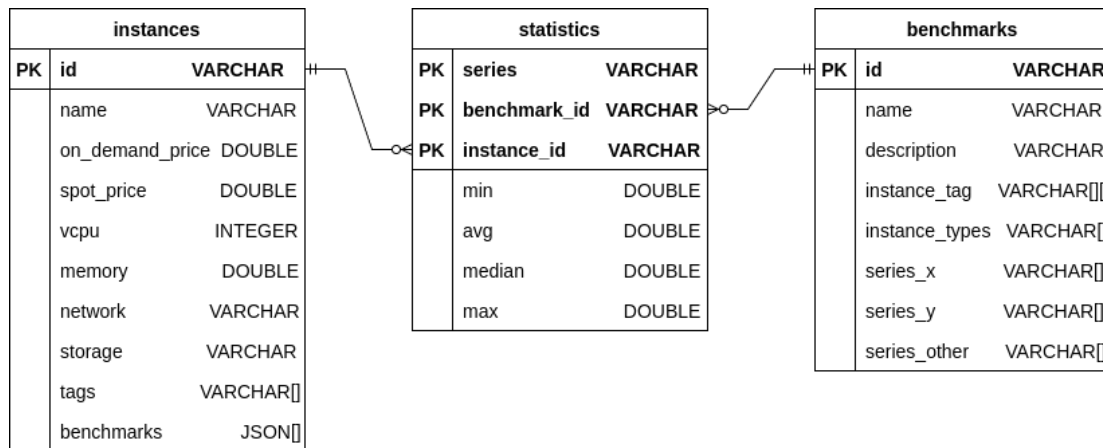 instances
PK id VARCHAR
name VARCHAR
on_demand_price DOUBLE
spot_price DOUBLE
vcpu INTEGER
memory DOUBLE
network VARCHAR
storage VARCHAR
tags VARCHAR[]
benchmarks JSON[]
statistics
PK series VARCHAR
PK benchmark_id VARCHAR
PK instance_id VARCHAR
min DOUBLE
avg DOUBLE
median DOUBLE
max DOUBLE
benchmarks
PK id VARCHAR
name VARCHAR
description VARCHAR
instance_tag VARCHAR[][
instance_types VARCHAR[
series_x VARCHAR[]
series_y VARCHAR[]
series_other VARCHAR[]